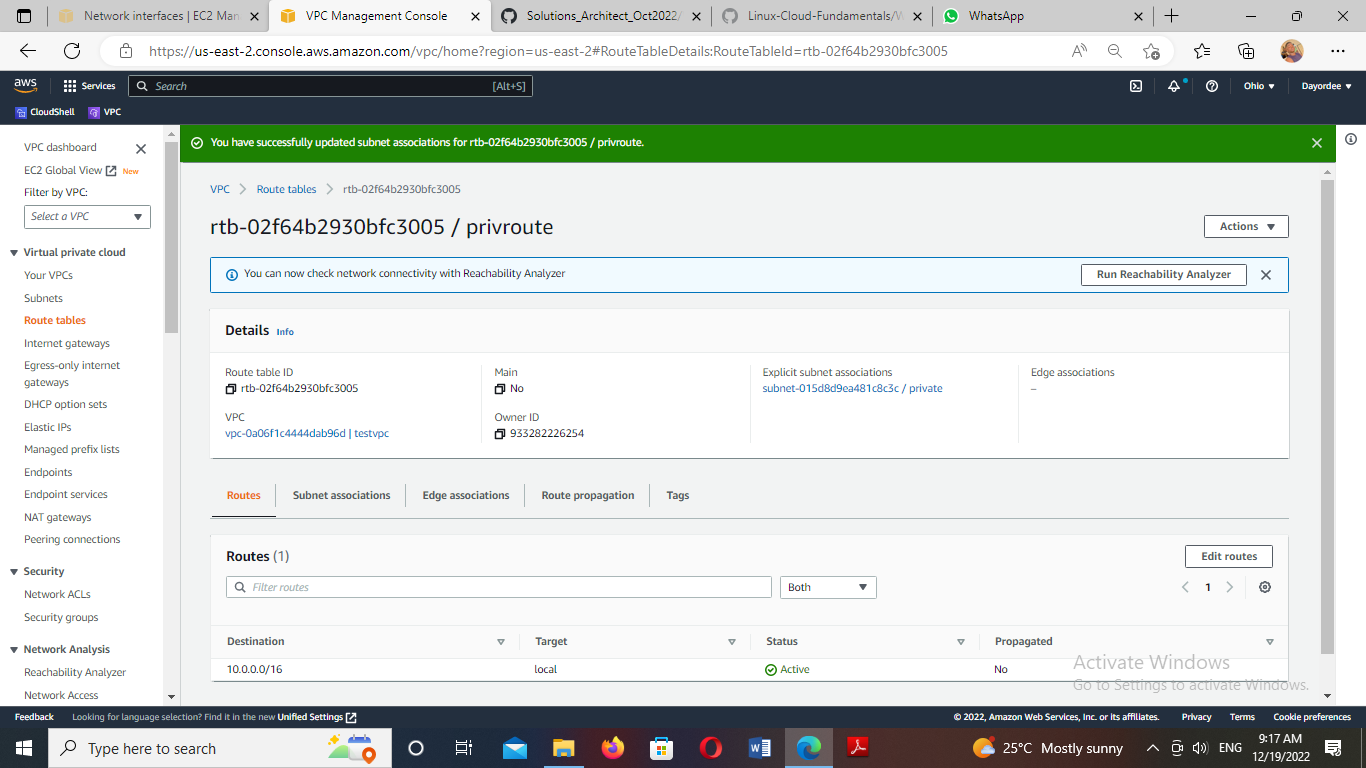 Network interfaces | EC2 Man
VPC Management Console
Solutions_Architect_Oct2022/
Linux-Cloud-Fundamentals/W
WhatsApp
https://us-east-2.console.aws.amazon.com/vpc/home?region=us-east-2#RouteTableDetails:RouteTableId=rtb-02f64b2930bfc3005
aws
Services
Search
[Alt+S]
Ohio
Dayordee
CloudShell
VPC
VPC dashboard
EC2 Global View
New
Filter by VPC:
Select a VPC
Virtual private cloud
Your VPCs
Subnets
Route tables
Internet gateways
Egress-only internet
gateways
DHCP option sets
Elastic IPs
Managed prefix lists
Endpoints
Endpoint services
NAT gateways
Peering connections
Security
Network ACLs
Security groups
Network Analysis
Reachability Analyzer
Network Access
You have successfully updated subnet associations for rtb-02f64b2930bfc3005 / privroute.
VPC
Route tables
rtb-02f64b2930bfc3005
rtb-02f64b2930bfc3005 / privroute
Actions
You can now check network connectivity with Reachability Analyzer
Run Reachability Analyzer
Details
Info
Route table ID
rtb-02f64b2930bfc3005
Main
No
Explicit subnet associations
subnet-015d8d9ea481c8c3c / private
Edge associations
–
VPC
vpc-0a06f1c4444dab96d | testvpc
Owner ID
933282226254
Routes
Subnet associations
Edge associations
Route propagation
Tags
Routes (1)
Edit routes
Filter routes
Both
1
Destination
Target
Status
Propagated
10.0.0.0/16
local
Active
No
Activate Windows
Go to Settings to activate Windows.
Feedback
Looking for language selection? Find it in the new Unified Settings
© 2022, Amazon Web Services, Inc. or its affiliates.
Privacy
Terms
Cookie preferences
Type here to search
25°C Mostly sunny
ENG
9:17 AM
12/19/2022